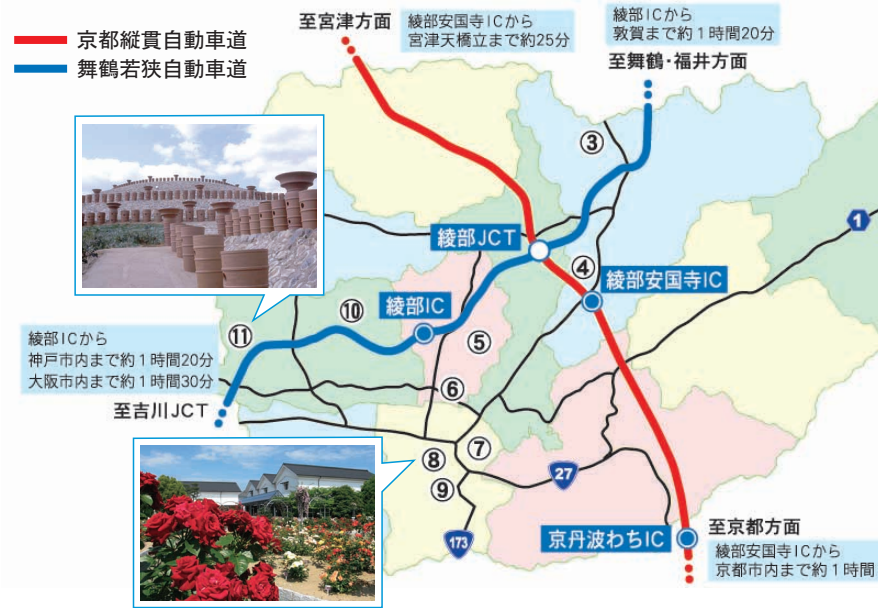 京都縦貫自動車道
舞鶴若狭自動車道
至宮津方面
綾部安国寺ICから
宮津天橋立まで約25分
綾部ICから
敦賀まで約1時間20分
至舞鶴・福井方面
③
綾部JCT
1
④
綾部安国寺IC
綾部IC
⑩
⑪
⑤
綾部ICから
神戸市内まで約1時間20分
大阪市内まで約1時間30分
至吉川JCT
⑥
⑦
⑧
⑨
27
173
京丹波わちIC
至京都方面
綾部安国寺ICから
京都市内まで約1時間